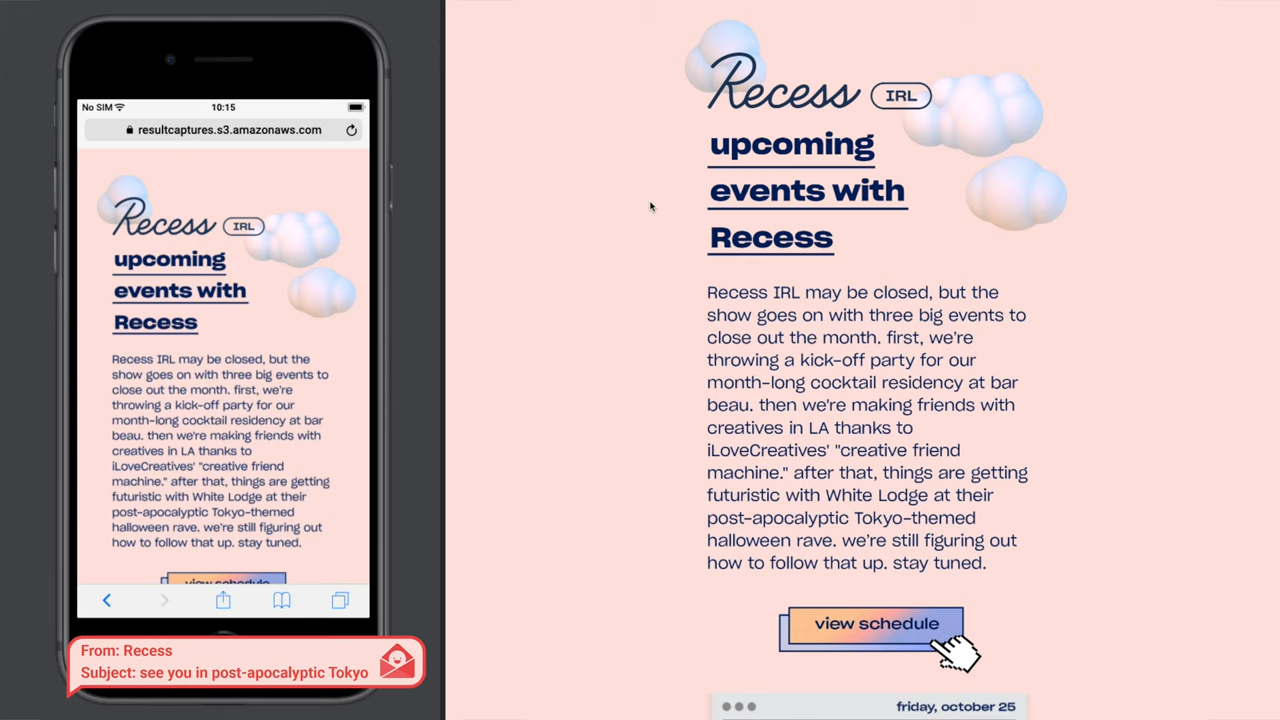 No SIM
10:15
resultcaptures.s3.amazonaws.com
Recess IRL
upcoming
events with
Recess
Recess IRL may be closed, but the
show goes on with three big events to
close out the month. first, we're
throwing a kick-off party for our
month-long cocktail residency at bar
beau. then we're making friends with
creatives in LA thanks to
iLoveCreatives' "creative friend
machine." after that, things are getting
futuristic with White Lodge at their
post-apocalyptic Tokyo-themed
halloween rave. we're still figuring out
how to follow that up. stay tuned.
view schedule
From: Recess
Subject: see you in post-apocalyptic Tokyo
Recess IRL
upcoming
events with
Recess
Recess IRL may be closed, but the
show goes on with three big events to
close out the month. first, we're
throwing a kick-off party for our
month-long cocktail residency at bar
beau. then we're making friends with
creatives in LA thanks to
iLoveCreatives' "creative friend
machine." after that, things are getting
futuristic with White Lodge at their
post-apocalyptic Tokyo-themed
halloween rave. we're still figuring out
how to follow that up. stay tuned.
view schedule
friday, october 25